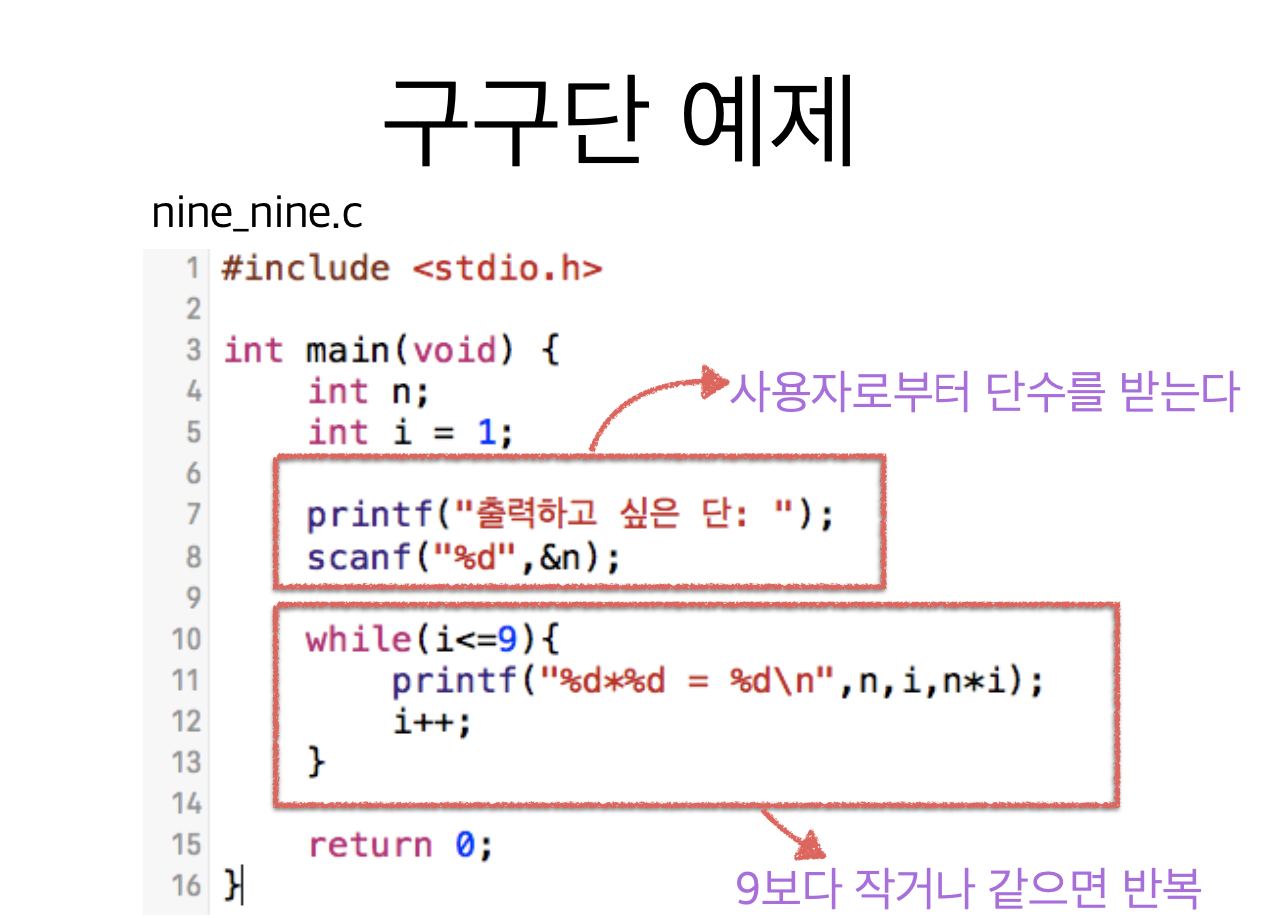 구구단 예제
nine_nine.c
1 #include <stdio.h>
2
3 int main(void) {
4 int n;
사용자로부터 단수를 받는다
5 int i = 1;
6
7 printf("출력하고 싶은 단: ");
8 scanf("%d",&n);
9
10 while(i<=9){
11 printf("%d*%d = %d\n",n,i,n*i);
12 i++;
13 }
14
15 return 0;
16 }
9보다 작거나 같으면 반복